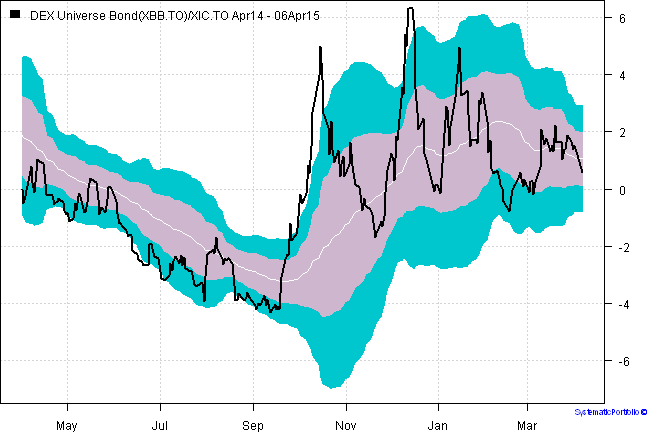 DEX Universe Bond(XBB.TO)/XIC.TO Apr14 - 06Apr15
6
4
2
0
-2
-4
-6
May Jul Sep Nov Jan Mar
SystematicPortfolio ©